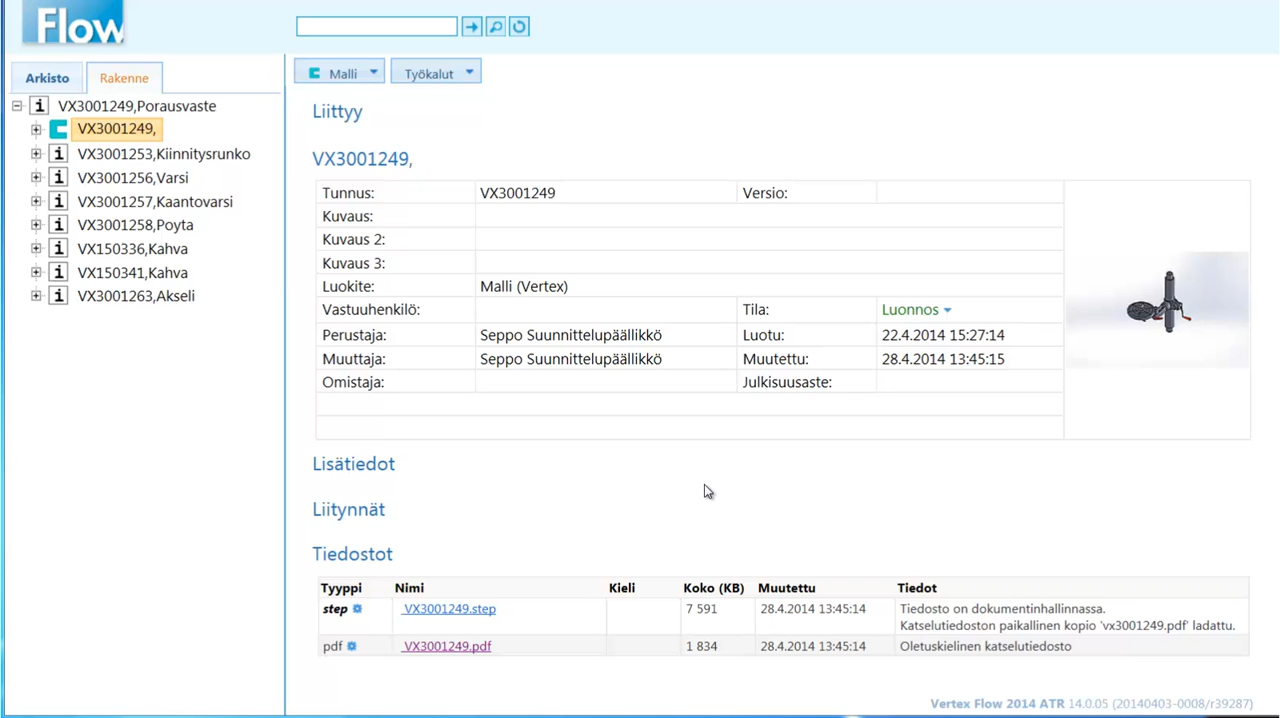 Flow
Arkisto
Rakenne
Malli
Työkalut
VX3001249,Porausvaste
VX3001249,
VX3001253,Kiinnitysrunko
VX3001256,Varsi
VX3001257,Kaantovarsi
VX3001258,Poyta
VX150336,Kahva
VX150341,Kahva
VX3001263,Akseli
Liittyy
VX3001249,
Tunnus: VX3001249 Versio:
Kuvaus:
Kuvaus 2:
Kuvaus 3:
Luokite: Malli (Vertex)
Vastuuhenkilö: Tila: Luonnos
Perustaja: Seppo Suunnittelupäällikkö Luotu: 22.4.2014 15:27:14
Muuttaja: Seppo Suunnittelupäällikkö Muutettu: 28.4.2014 13:45:15
Omistaja: Julkisuusaste:
Lisätiedot
Liitynnät
Tiedostot
Tyyppi Nimi Kieli Koko (KB) Muutettu Tiedot
step _VX3001249.step 7 591 28.4.2014 13:45:14 Tiedosto on dokumentinhallinnassa.
Katselutiedoston paikallinen kopio 'vx3001249.pdf' ladattu.
pdf _VX3001249.pdf 1 834 28.4.2014 13:45:14 Oletuskielinen katselutiedosto
Vertex Flow 2014 ATR 14.0.05 (20140403-0008/r39287)